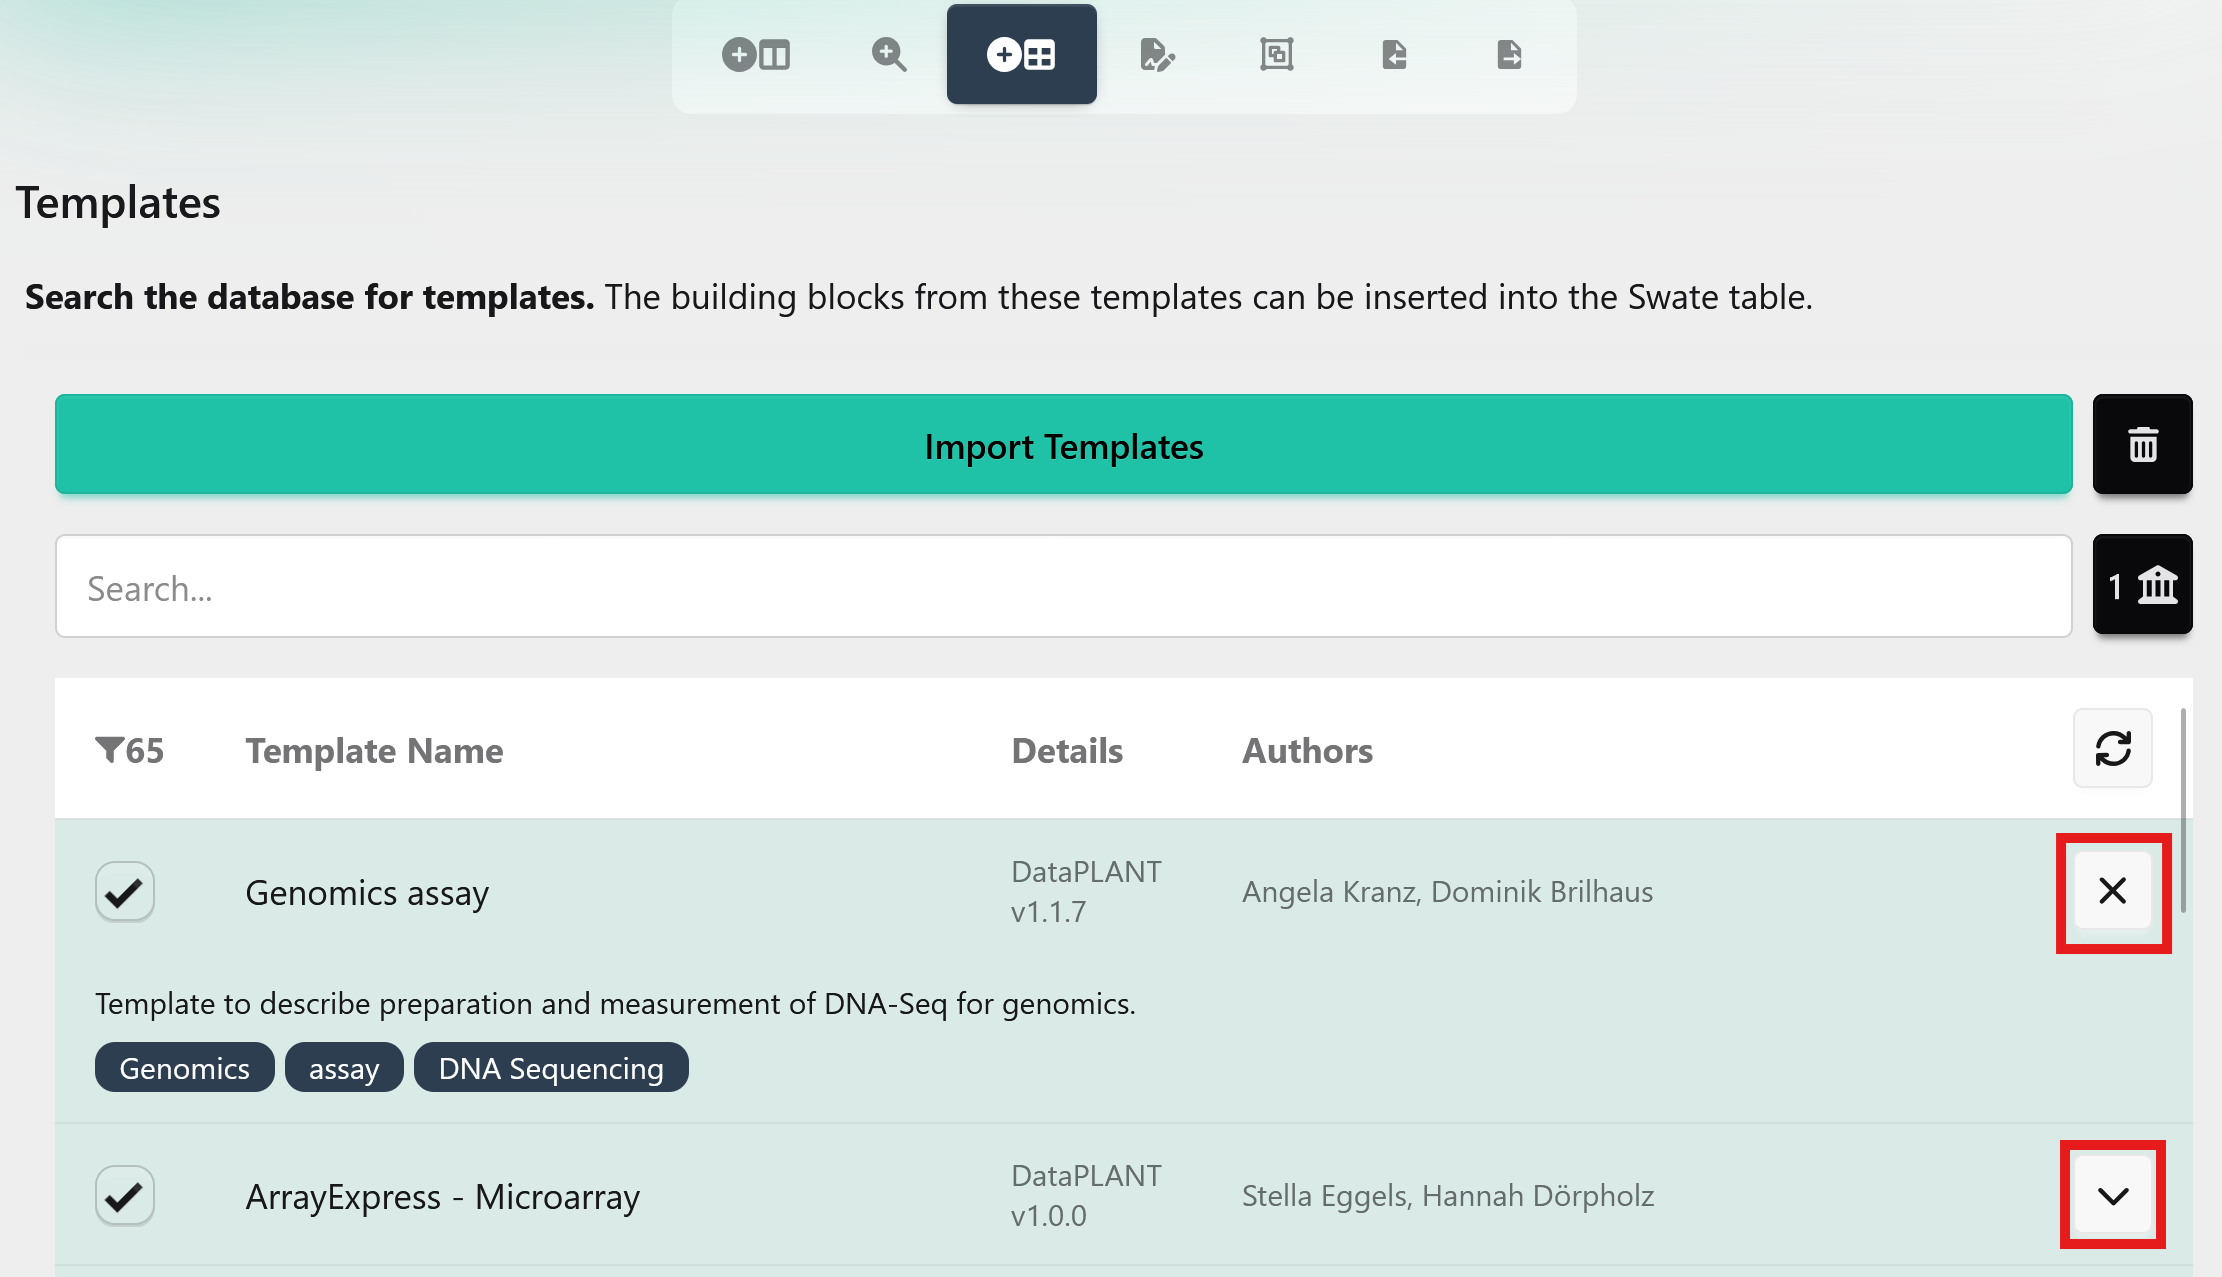 Templates
Search the database for templates. The building blocks from these templates can be inserted into the Swate table.
Import Templates
Search...
1
65 Template Name Details Authors
Genomics assay DataPLANT v1.1.7 Angela Kranz, Dominik Brilhaus
Template to describe preparation and measurement of DNA-Seq for genomics.
Genomics assay DNA Sequencing
ArrayExpress - Microarray DataPLANT v1.0.0 Stella Eggels, Hannah Dörpholz